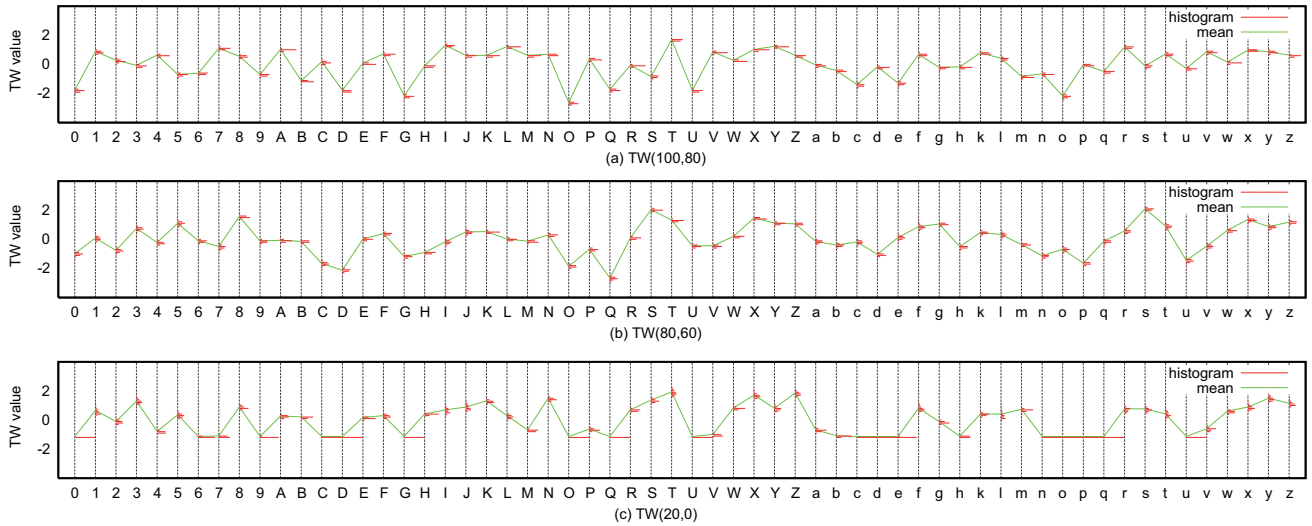 histogram
mean
TW value
2
0
-2
0 1 2 3 4 5 6 7 8 9 A B C D E F G H I J K L M N O P Q R S T U V W X Y Z a b c d e f g h k l m n o p q r s t u v w x y z
(a) TW(100,80)
histogram
mean
TW value
2
0
-2
0 1 2 3 4 5 6 7 8 9 A B C D E F G H I J K L M N O P Q R S T U V W X Y Z a b c d e f g h k l m n o p q r s t u v w x y z
(b) TW(80,60)
histogram
mean
TW value
2
0
-2
0 1 2 3 4 5 6 7 8 9 A B C D E F G H I J K L M N O P Q R S T U V W X Y Z a b c d e f g h k l m n o p q r s t u v w x y z
(c) TW(20,0)